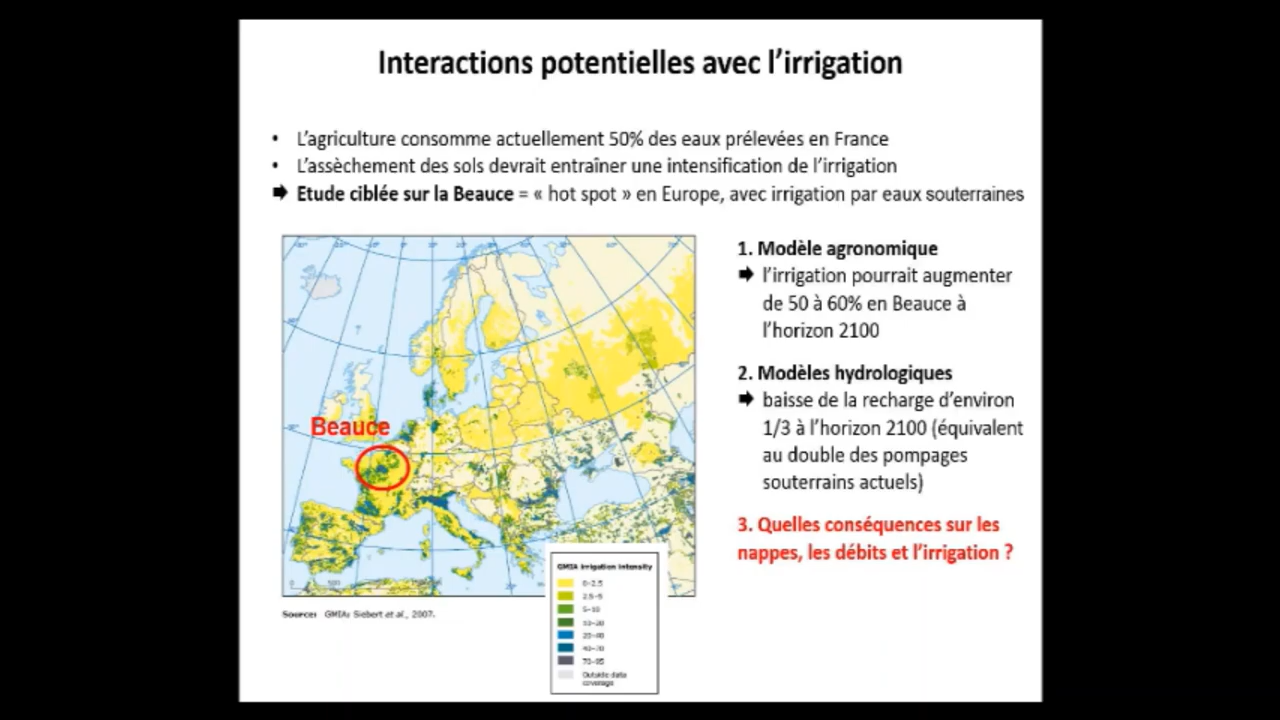 Interactions potentielles avec l'irrigation
• L'agriculture consomme actuellement 50% des eaux prélevées en France
• L'assèchement des sols devrait entraîner une intensification de l'irrigation
🡆 Etude ciblée sur la Beauce = « hot spot » en Europe, avec irrigation par eaux souterraines
Beauce
GMIA Irrigation intensity
0–2.5
2.5–5
5–10
10–20
20–40
40–70
70–95
Outside data
coverage
Source: GMIA; Siebert et al., 2007.
1. Modèle agronomique
🡆 l'irrigation pourrait augmenter
de 50 à 60% en Beauce à
l'horizon 2100
2. Modèles hydrologiques
🡆 baisse de la recharge d'environ
1/3 à l'horizon 2100 (équivalent
au double des pompages
souterrains actuels)
3. Quelles conséquences sur les
nappes, les débits et l'irrigation ?